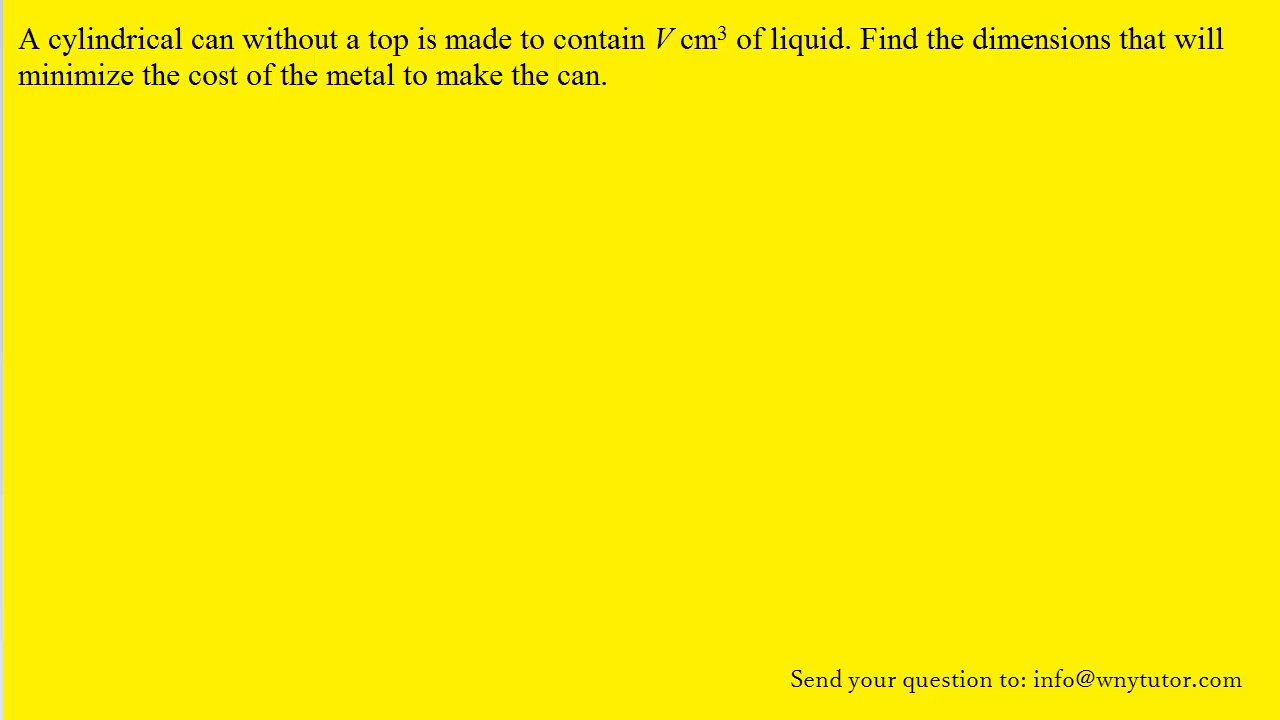 A cylindrical can without a top is made to contain V cm³ of liquid. Find the dimensions that will
minimize the cost of the metal to make the can.
Send your question to: info@wnytutor.com